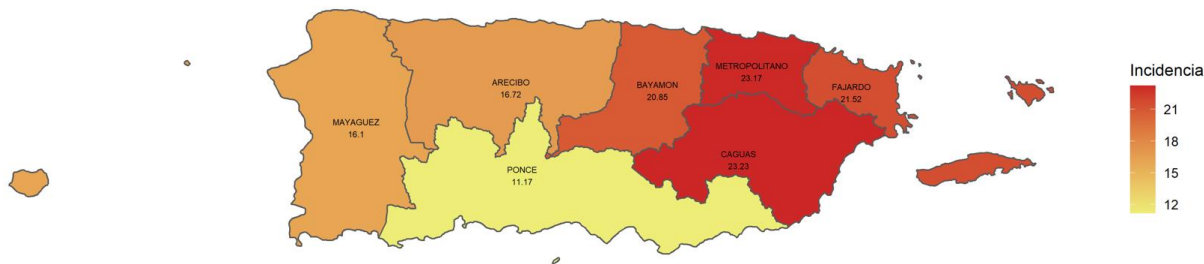 ARECIBO
16.72
MAYAGUEZ
16.1
PONCE
11.17
BAYAMON
20.85
METROPOLITANO
23.17
FAJARDO
21.52
CAGUAS
23.23
Incidencia
21
18
15
12